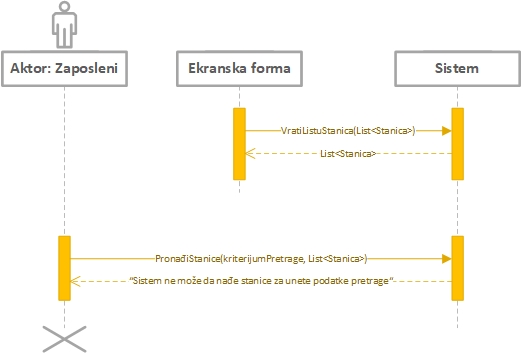 Aktor: Zaposleni
Ekranska forma
Sistem
VratiListuStanica(List<Stanica>)
List<Stanica>
PronađiStanice(kriterijumPretrage, List<Stanica>)
"Sistem ne može da nađe stanice za unete podatke pretrage"